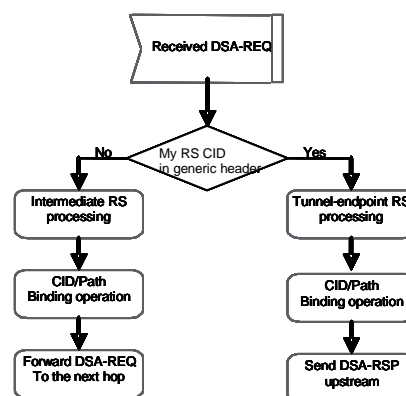 Received DSA-REQ
My RS CID
in generic header
No
Yes
Intermediate RS
processing
Tunnel-endpoint RS
processing
CID/Path
Binding operation
CID/Path
Binding operation
Forward DSA-REQ
To the next hop
Send DSA-RSP
upstream